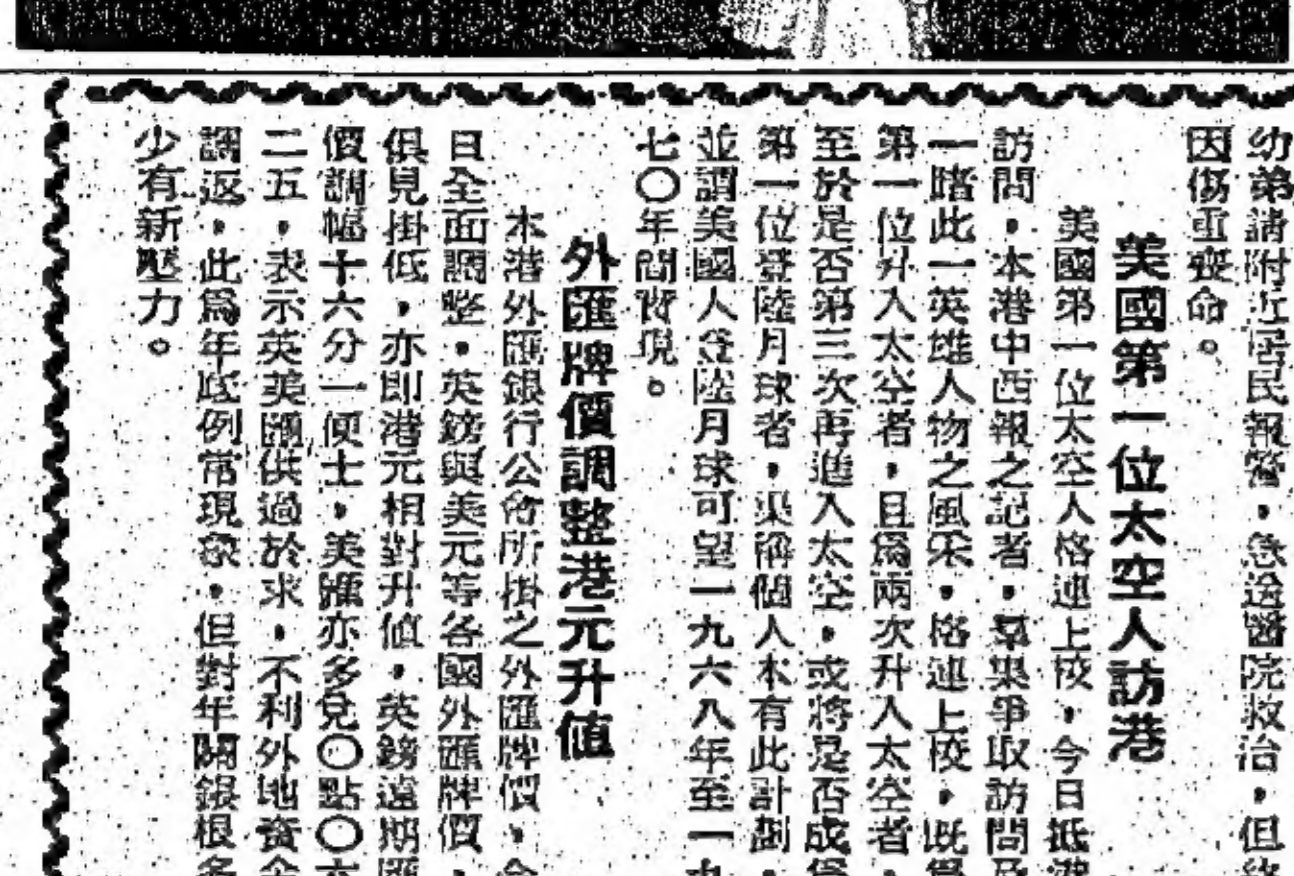 幼弟請附近居民報警，急送醫院救治，但終
因傷重喪命。
美國第一位太空人訪港
美國第一位太空人格連上校，今日抵港
訪問，本港中西報之記者，羣集爭取訪問及
一睹此一英雄人物之風采，格連上校，既爲
第一位升入太空者，且爲兩次升入太空者，
至於是否第三次再進入太空，或將是否成爲
第一位登陸月球者，渠稱個人本有此計劃，
並謂美國人登陸月球可望一九六八年至一九
七〇年間實現。
外匯牌價調整港元升值
本港外匯銀行公會所掛之外匯牌價，今
日全面調整，英鎊與美元等各國外匯牌價，
俱見掛低，亦即港元相對升值，英鎊遠期匯
價調幅十六分一便士，美匯亦多見〇點〇六
二五，表示英美匯供過於求，不利外地資金
調返，此爲年底例常現象，但對年關銀根多
少有新壓力。